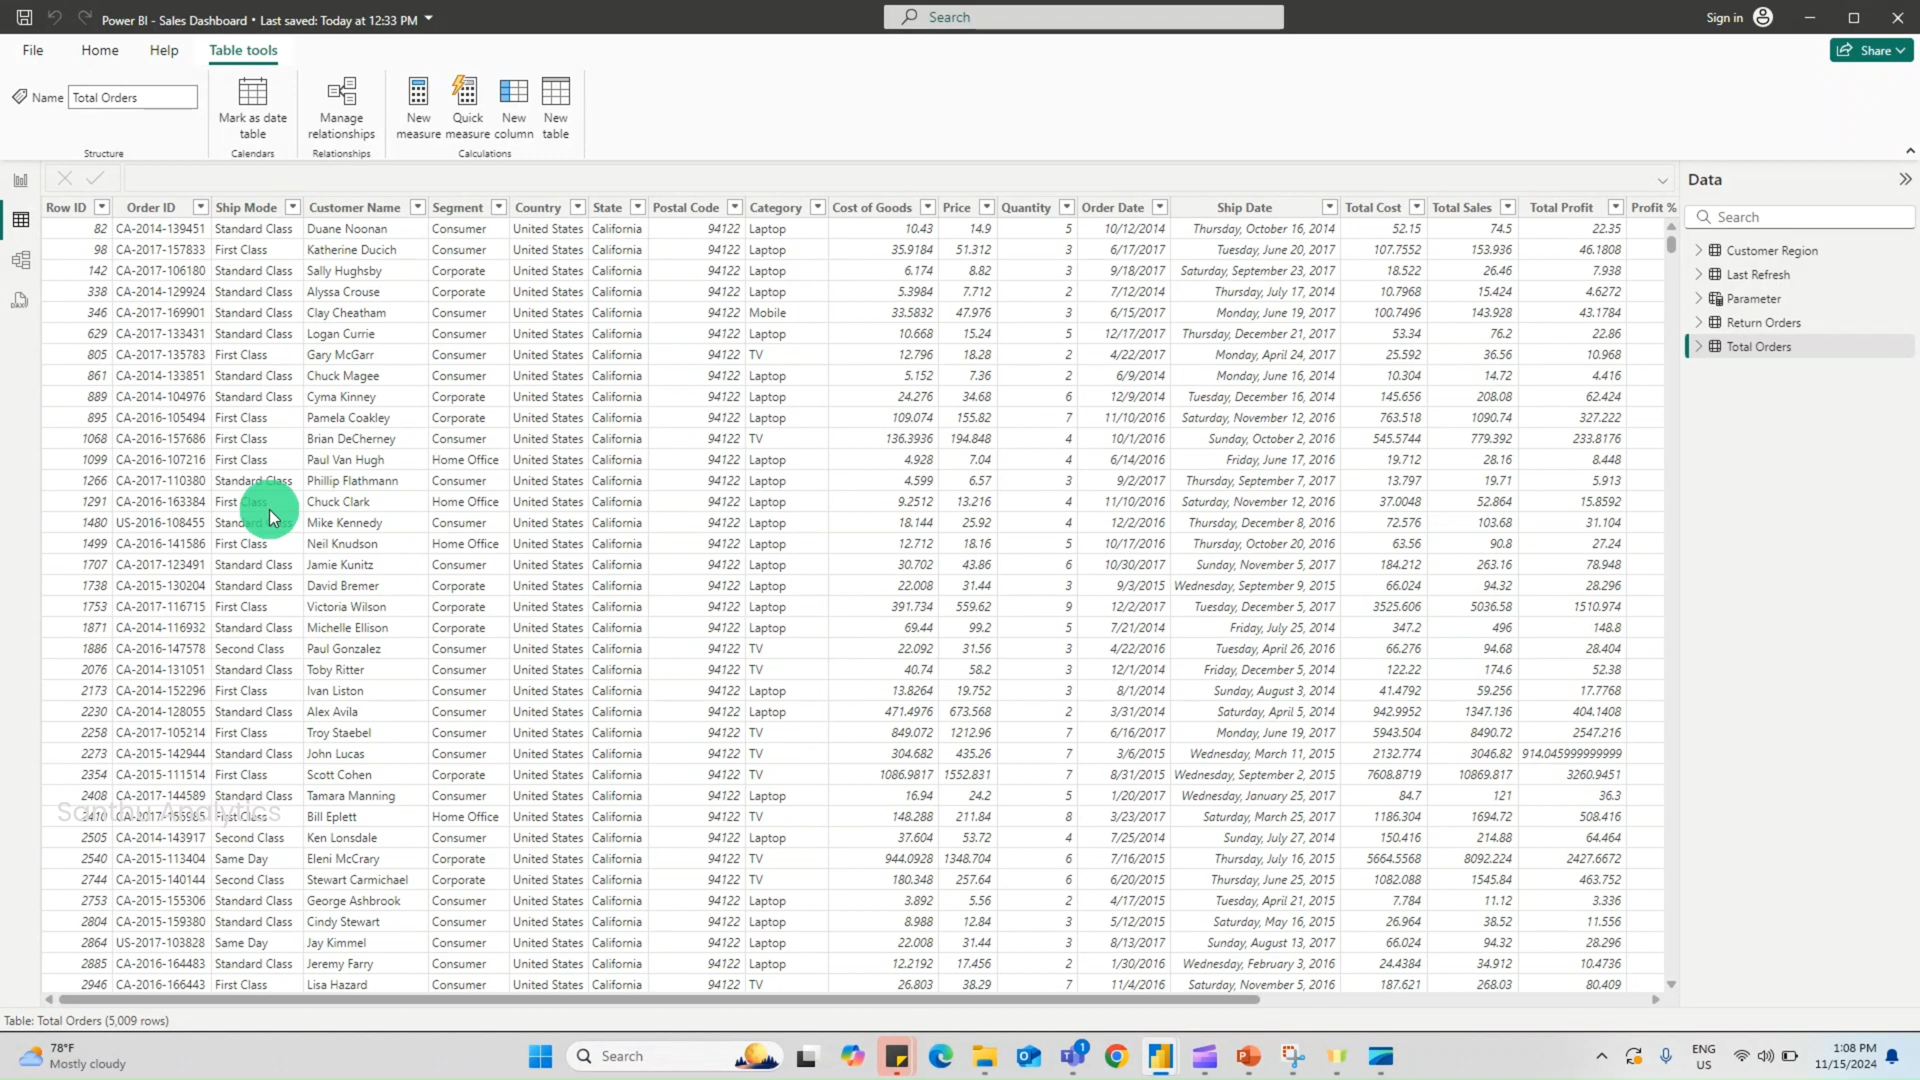 Power BI - Sales Dashboard • Last saved: Today at 12:33 PM
Search
Sign in
File Home Help Table tools
Share
Name Total Orders
Mark as date table
Manage relationships
New measure
Quick measure
New column
New table
Structure Calendars Relationships Calculations
Row ID Order ID Ship Mode Customer Name Segment Country State Postal Code Category Cost of Goods Price Quantity Order Date Ship Date Total Cost Total Sales Total Profit Profit %
82 CA-2014-139451 Standard Class Duane Noonan Consumer United States California 94122 Laptop 10.43 14.9 5 10/12/2014 Thursday, October 16, 2014 52.15 74.5 22.35
98 CA-2017-157833 First Class Katherine Ducich Consumer United States California 94122 Laptop 35.9184 51.312 3 6/17/2017 Tuesday, June 20, 2017 107.7552 153.936 46.1808
142 CA-2017-106180 Standard Class Sally Hughsby Corporate United States California 94122 Laptop 6.174 8.82 3 9/18/2017 Saturday, September 23, 2017 18.522 26.46 7.938
338 CA-2014-129924 Standard Class Alyssa Crouse Corporate United States California 94122 Laptop 5.3984 7.712 2 7/12/2014 Thursday, July 17, 2014 10.7968 15.424 4.6272
346 CA-2017-169901 Standard Class Clay Cheatham Consumer United States California 94122 Mobile 33.5832 47.976 3 6/15/2017 Monday, June 19, 2017 100.7496 143.928 43.1784
629 CA-2017-133431 Standard Class Logan Currie Consumer United States California 94122 Laptop 10.668 15.24 5 12/17/2017 Thursday, December 21, 2017 53.34 76.2 22.86
805 CA-2017-135783 First Class Gary McGarr Consumer United States California 94122 TV 12.796 18.28 2 4/22/2017 Monday, April 24, 2017 25.592 36.56 10.968
861 CA-2014-133851 Standard Class Chuck Magee Consumer United States California 94122 Laptop 5.152 7.36 2 6/9/2014 Monday, June 16, 2014 10.304 14.72 4.416
889 CA-2014-104976 Standard Class Cyma Kinney Corporate United States California 94122 Laptop 24.276 34.68 6 12/9/2014 Tuesday, December 16, 2014 145.656 208.08 62.424
895 CA-2016-105494 First Class Pamela Coakley Corporate United States California 94122 Laptop 109.074 155.82 7 11/10/2016 Saturday, November 12, 2016 763.518 1090.74 327.222
1068 CA-2016-157686 First Class Brian DeCherney Consumer United States California 94122 TV 136.3936 194.848 4 10/1/2016 Sunday, October 2, 2016 545.5744 779.392 233.8176
1099 CA-2016-107216 First Class Paul Van Hugh Home Office United States California 94122 Laptop 4.928 7.04 4 6/14/2016 Friday, June 17, 2016 19.712 28.16 8.448
1266 CA-2017-110380 Standard Class Phillip Flathmann Consumer United States California 94122 Laptop 4.599 6.57 3 9/2/2017 Thursday, September 7, 2017 13.797 19.71 5.913
1291 CA-2016-163384 First Class Chuck Clark Home Office United States California 94122 Laptop 9.2512 13.216 4 11/10/2016 Saturday, November 12, 2016 37.0048 52.864 15.8592
1480 US-2016-108455 Standard Class Mike Kennedy Consumer United States California 94122 Laptop 18.144 25.92 4 12/2/2016 Thursday, December 8, 2016 72.576 103.68 31.104
1499 CA-2016-141586 First Class Neil Knudson Home Office United States California 94122 Laptop 12.712 18.16 5 10/17/2016 Thursday, October 20, 2016 63.56 90.8 27.24
1707 CA-2017-123491 Standard Class Jamie Kunitz Consumer United States California 94122 Laptop 30.702 43.86 6 10/30/2017 Sunday, November 5, 2017 184.212 263.16 78.948
1738 CA-2015-130204 Standard Class David Bremer Corporate United States California 94122 Laptop 22.008 31.44 3 9/3/2015 Wednesday, September 9, 2015 66.024 94.32 28.296
1753 CA-2017-116715 First Class Victoria Wilson Corporate United States California 94122 Laptop 391.734 559.62 9 12/2/2017 Tuesday, December 5, 2017 3525.606 5036.58 1510.974
1871 CA-2014-116932 Standard Class Michelle Ellison Corporate United States California 94122 Laptop 69.44 99.2 5 7/21/2014 Friday, July 25, 2014 347.2 496 148.8
1886 CA-2016-147578 Second Class Paul Gonzalez Consumer United States California 94122 TV 22.092 31.56 3 4/22/2016 Tuesday, April 26, 2016 66.276 94.68 28.404
2076 CA-2014-131051 Standard Class Toby Ritter Consumer United States California 94122 TV 40.74 58.2 3 12/1/2014 Friday, December 5, 2014 122.22 174.6 52.38
2173 CA-2014-152296 First Class Ivan Liston Consumer United States California 94122 Laptop 13.8264 19.752 3 8/1/2014 Sunday, August 3, 2014 41.4792 59.256 17.7768
2230 CA-2014-128055 Standard Class Alex Avila Consumer United States California 94122 Laptop 471.4976 673.568 2 3/31/2014 Saturday, April 5, 2014 942.9952 1347.136 404.1408
2258 CA-2017-105214 First Class Troy Staebel Consumer United States California 94122 TV 849.072 1212.96 7 6/16/2017 Monday, June 19, 2017 5943.504 8490.72 2547.216
2273 CA-2015-142944 Standard Class John Lucas Consumer United States California 94122 TV 304.682 435.26 7 3/6/2015 Wednesday, March 11, 2015 2132.774 3046.82 914.045999999999
2354 CA-2015-111514 First Class Scott Cohen Corporate United States California 94122 TV 1086.9817 1552.831 7 8/31/2015 Wednesday, September 2, 2015 7608.8719 10869.817 3260.9451
2408 CA-2017-144589 Standard Class Tamara Manning Consumer United States California 94122 Laptop 16.94 24.2 5 1/20/2017 Wednesday, January 25, 2017 84.7 121 36.3
2410 First Class Bill Eplett Home Office United States California 94122 TV 148.288 211.84 8 3/23/2017 Saturday, March 25, 2017 1186.304 1694.72 508.416
Santhu Analytics
2505 CA-2014-143917 Second Class Ken Lonsdale Consumer United States California 94122 Laptop 37.604 53.72 4 7/25/2014 Sunday, July 27, 2014 150.416 214.88 64.464
2540 CA-2015-113404 Same Day Eleni McCrary Corporate United States California 94122 TV 944.0928 1348.704 6 7/16/2015 Thursday, July 16, 2015 5664.5568 8092.224 2427.6672
2744 CA-2015-140144 Second Class Stewart Carmichael Corporate United States California 94122 TV 180.348 257.64 6 6/20/2015 Thursday, June 25, 2015 1082.088 1545.84 463.752
2753 CA-2015-155306 Standard Class George Ashbrook Consumer United States California 94122 Laptop 3.892 5.56 2 4/17/2015 Tuesday, April 21, 2015 7.784 11.12 3.336
2804 CA-2015-159380 Standard Class Cindy Stewart Consumer United States California 94122 Laptop 8.988 12.84 3 5/12/2015 Saturday, May 16, 2015 26.964 38.52 11.556
2864 US-2017-103828 Same Day Jay Kimmel Consumer United States California 94122 Laptop 22.008 31.44 3 8/13/2017 Sunday, August 13, 2017 66.024 94.32 28.296
2885 CA-2016-164483 Standard Class Jeremy Farry Consumer United States California 94122 Laptop 12.2192 17.456 2 1/30/2016 Wednesday, February 3, 2016 24.4384 34.912 10.4736
2946 CA-2016-166443 First Class Lisa Hazard Consumer United States California 94122 TV 26.803 38.29 7 11/4/2016 Saturday, November 5, 2016 187.621 268.03 80.409
Data
Search
Customer Region
Last Refresh
Parameter
Return Orders
Total Orders
Table: Total Orders (5,009 rows)
78°F
Mostly cloudy
Search
1
ENG
US
1:08 PM
11/15/2024